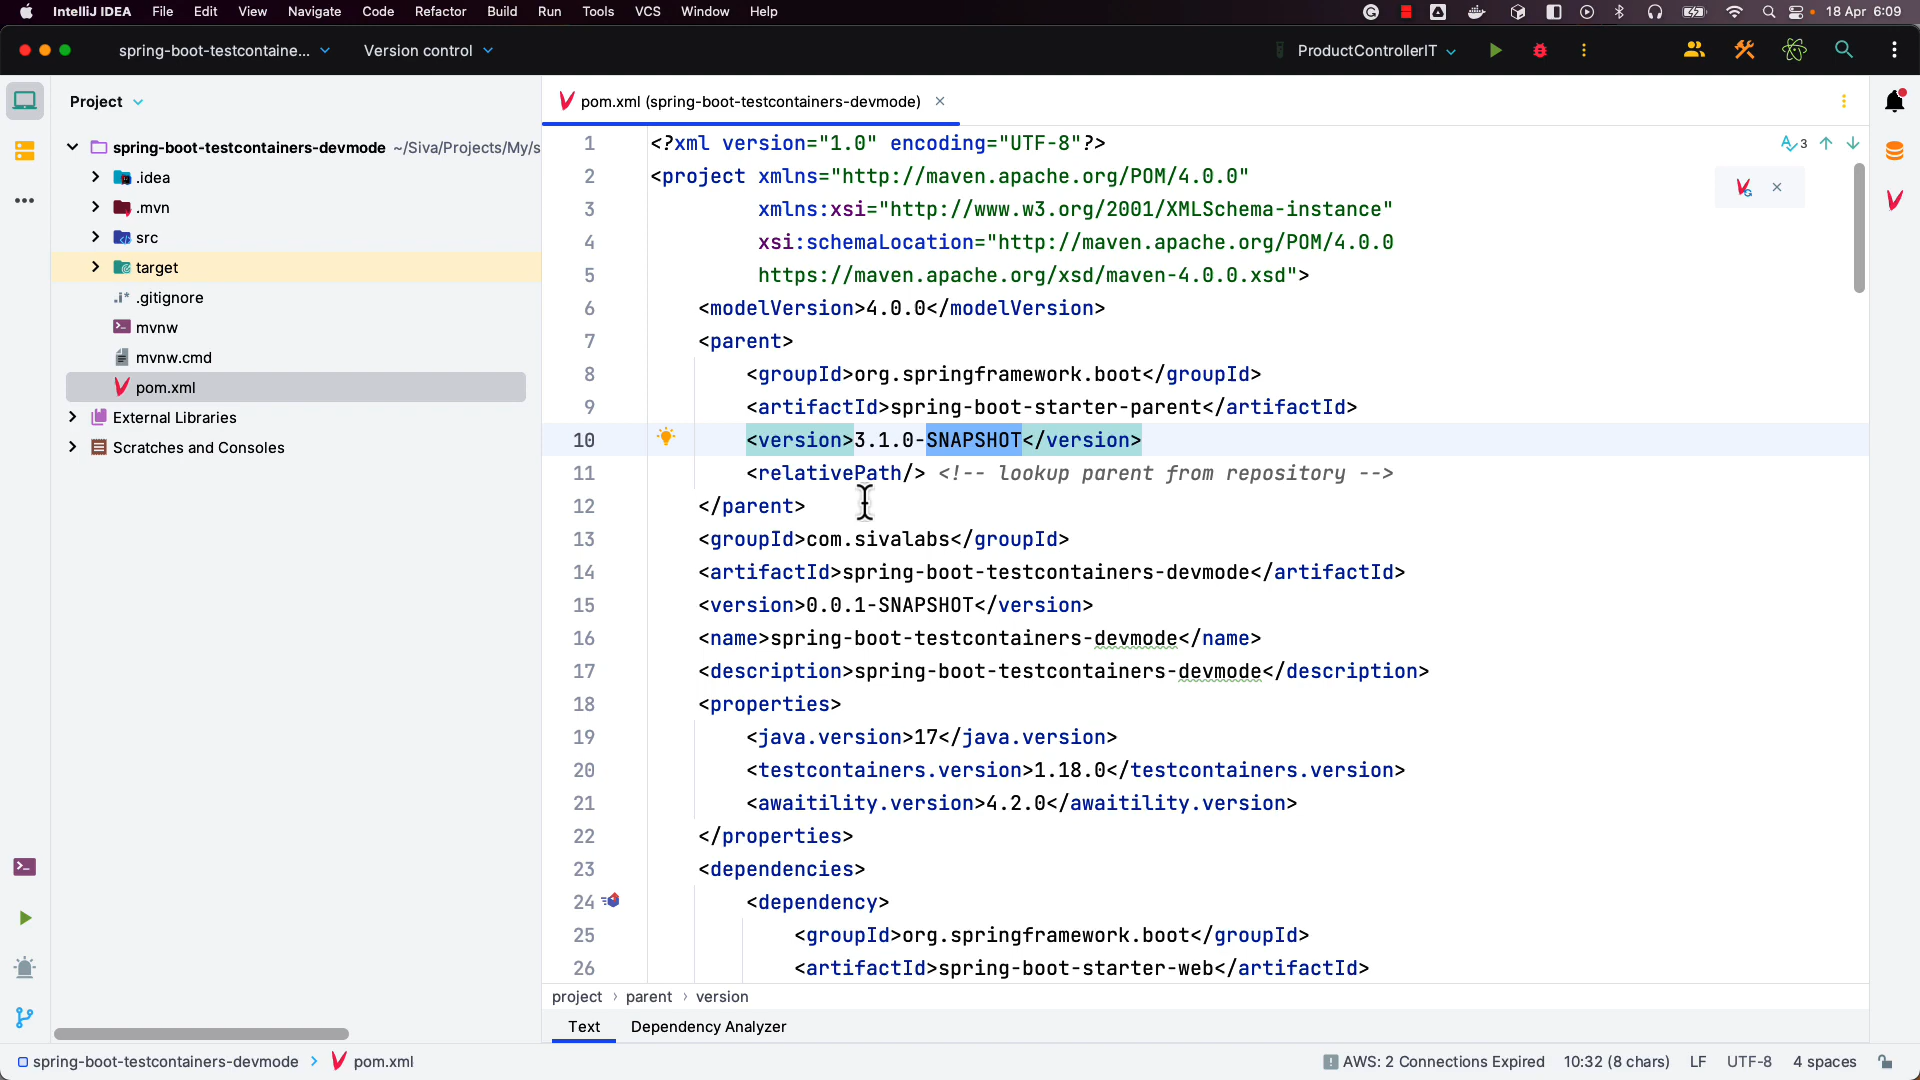 IntelliJ IDEA File Edit View Navigate Code Refactor Build Run Tools VCS Window Help 18 Apr 6:09
spring-boot-testcontaine... Version control ProductControllerIT
Project
pom.xml (spring-boot-testcontainers-devmode)
spring-boot-testcontainers-devmode ~/Siva/Projects/My/s
.idea
.mvn
src
target
.gitignore
mvnw
mvnw.cmd
pom.xml
External Libraries
Scratches and Consoles
3
1 <?xml version="1.0" encoding="UTF-8"?>
2 <project xmlns="http://maven.apache.org/POM/4.0.0"
3 xmlns:xsi="http://www.w3.org/2001/XMLSchema-instance"
4 xsi:schemaLocation="http://maven.apache.org/POM/4.0.0
5 https://maven.apache.org/xsd/maven-4.0.0.xsd">
6 <modelVersion>4.0.0</modelVersion>
7 <parent>
8 <groupId>org.springframework.boot</groupId>
9 <artifactId>spring-boot-starter-parent</artifactId>
10 <version>3.1.0-SNAPSHOT</version>
11 <relativePath/> <!-- lookup parent from repository -->
12 </parent>
13 <groupId>com.sivalabs</groupId>
14 <artifactId>spring-boot-testcontainers-devmode</artifactId>
15 <version>0.0.1-SNAPSHOT</version>
16 <name>spring-boot-testcontainers-devmode</name>
17 <description>spring-boot-testcontainers-devmode</description>
18 <properties>
19 <java.version>17</java.version>
20 <testcontainers.version>1.18.0</testcontainers.version>
21 <awaitility.version>4.2.0</awaitility.version>
22 </properties>
23 <dependencies>
24 <dependency>
25 <groupId>org.springframework.boot</groupId>
26 <artifactId>spring-boot-starter-web</artifactId>
project › parent › version
Text Dependency Analyzer
spring-boot-testcontainers-devmode › pom.xml AWS: 2 Connections Expired 10:32 (8 chars) LF UTF-8 4 spaces